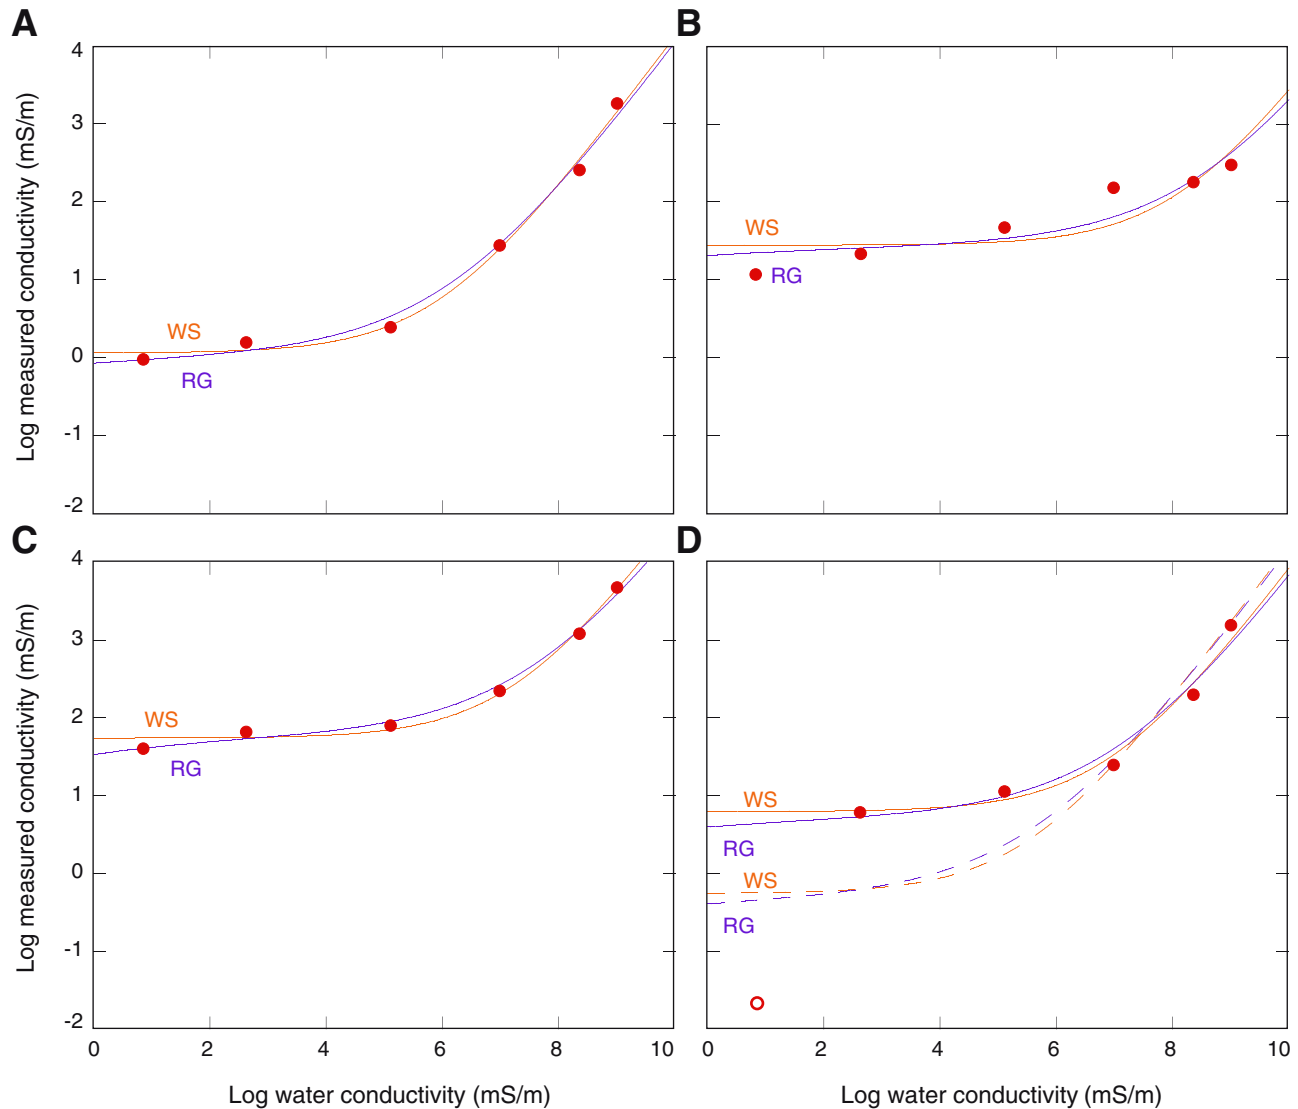 A
B
4
3
2
1
0
-1
-2
Log measured conductivity (mS/m)
WS
RG
WS
RG
C
D
4
3
2
1
0
-1
-2
Log measured conductivity (mS/m)
WS
RG
WS
RG
WS
RG
0 2 4 6 8 10
0 2 4 6 8 10
Log water conductivity (mS/m)
Log water conductivity (mS/m)